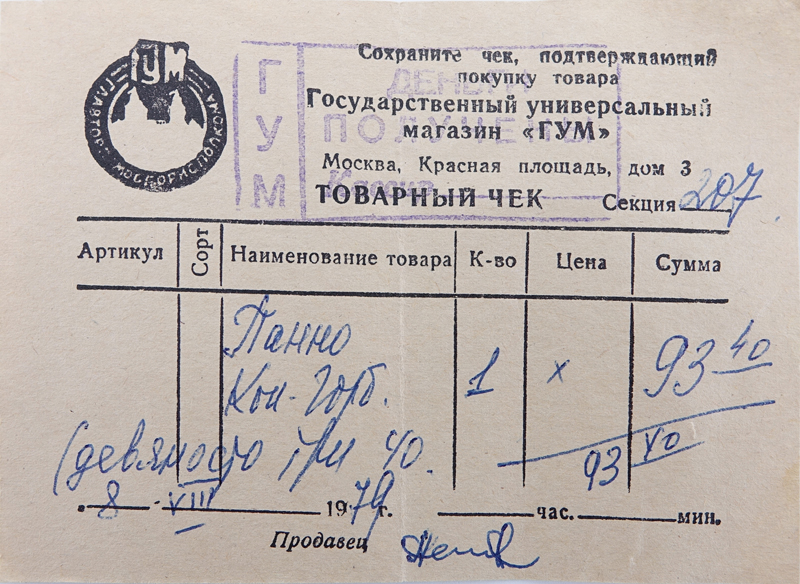 ГУМ
ГЛАВТОРГ МОСГОРИСПОЛКОМА
ГУМ
ДЕНЬГИ
ПОЛУЧЕНЫ
Кассир
Сохраните чек, подтверждающий
покупку товара
Государственный универсальный
магазин «ГУМ»
Москва, Красная площадь, дом 3
ТОВАРНЫЙ ЧЕК Секция 207
Артикул Сорт Наименование товара К-во Цена Сумма
Панно
1 x 93 40
(девяносто три 40.
93 40
8 VIII 1979 г. час. мин.
Продавец